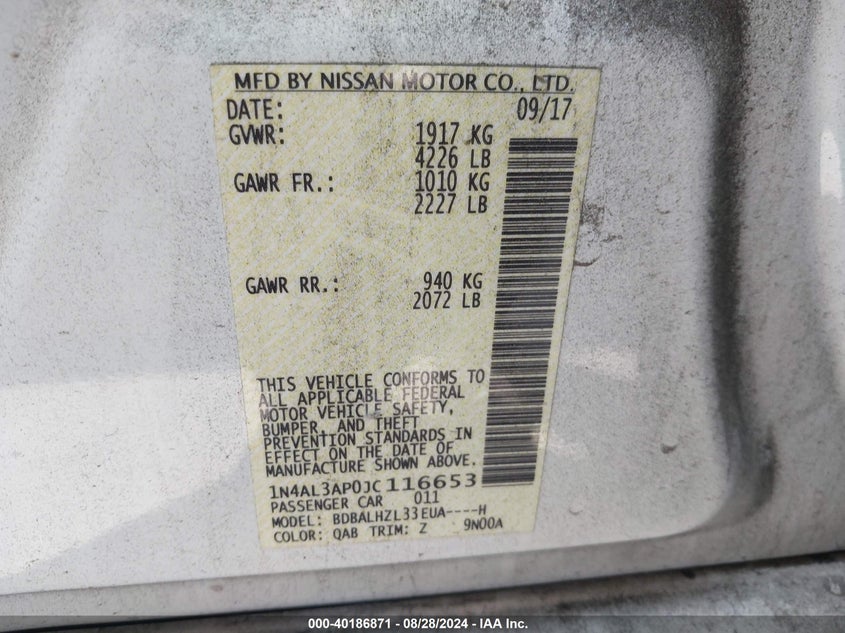 MFD BY NISSAN MOTOR CO., LTD.
DATE: 09/17
GVWR: 1917 KG
4226 LB
GAWR FR.: 1010 KG
2227 LB
GAWR RR.: 940 KG
2072 LB
THIS VEHICLE CONFORMS TO
ALL APPLICABLE FEDERAL
MOTOR VEHICLE SAFETY,
BUMPER, AND THEFT
PREVENTION STANDARDS IN
EFFECT ON THE DATE OF
MANUFACTURE SHOWN ABOVE.
1N4AL3AP0JC116653
PASSENGER CAR 011
MODEL: BDBALHZL33EUA----H
COLOR: QAB TRIM: Z 9N00A
000-40186871 - 08/28/2024 - IAA Inc.